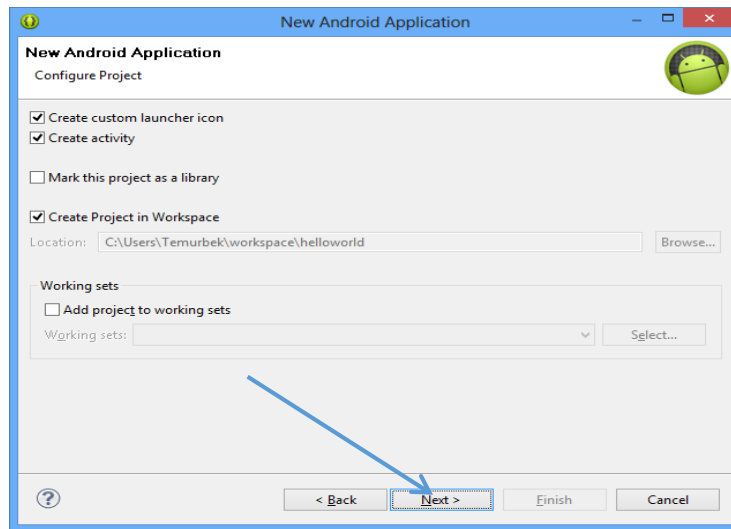 New Android Application
New Android Application
Configure Project
Create custom launcher icon
Create activity
Mark this project as a library
Create Project in Workspace
Location: C:\Users\Temurbek\workspace\helloworld Browse...
Working sets
Add project to working sets
Working sets: Select...
? < Back Next > Finish Cancel